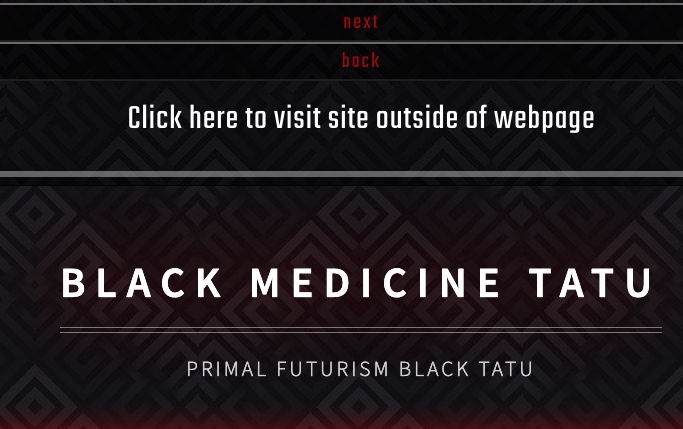 next
back
Click here to visit site outside of webpage
BLACK MEDICINE TATU
PRIMAL FUTURISM BLACK TATU